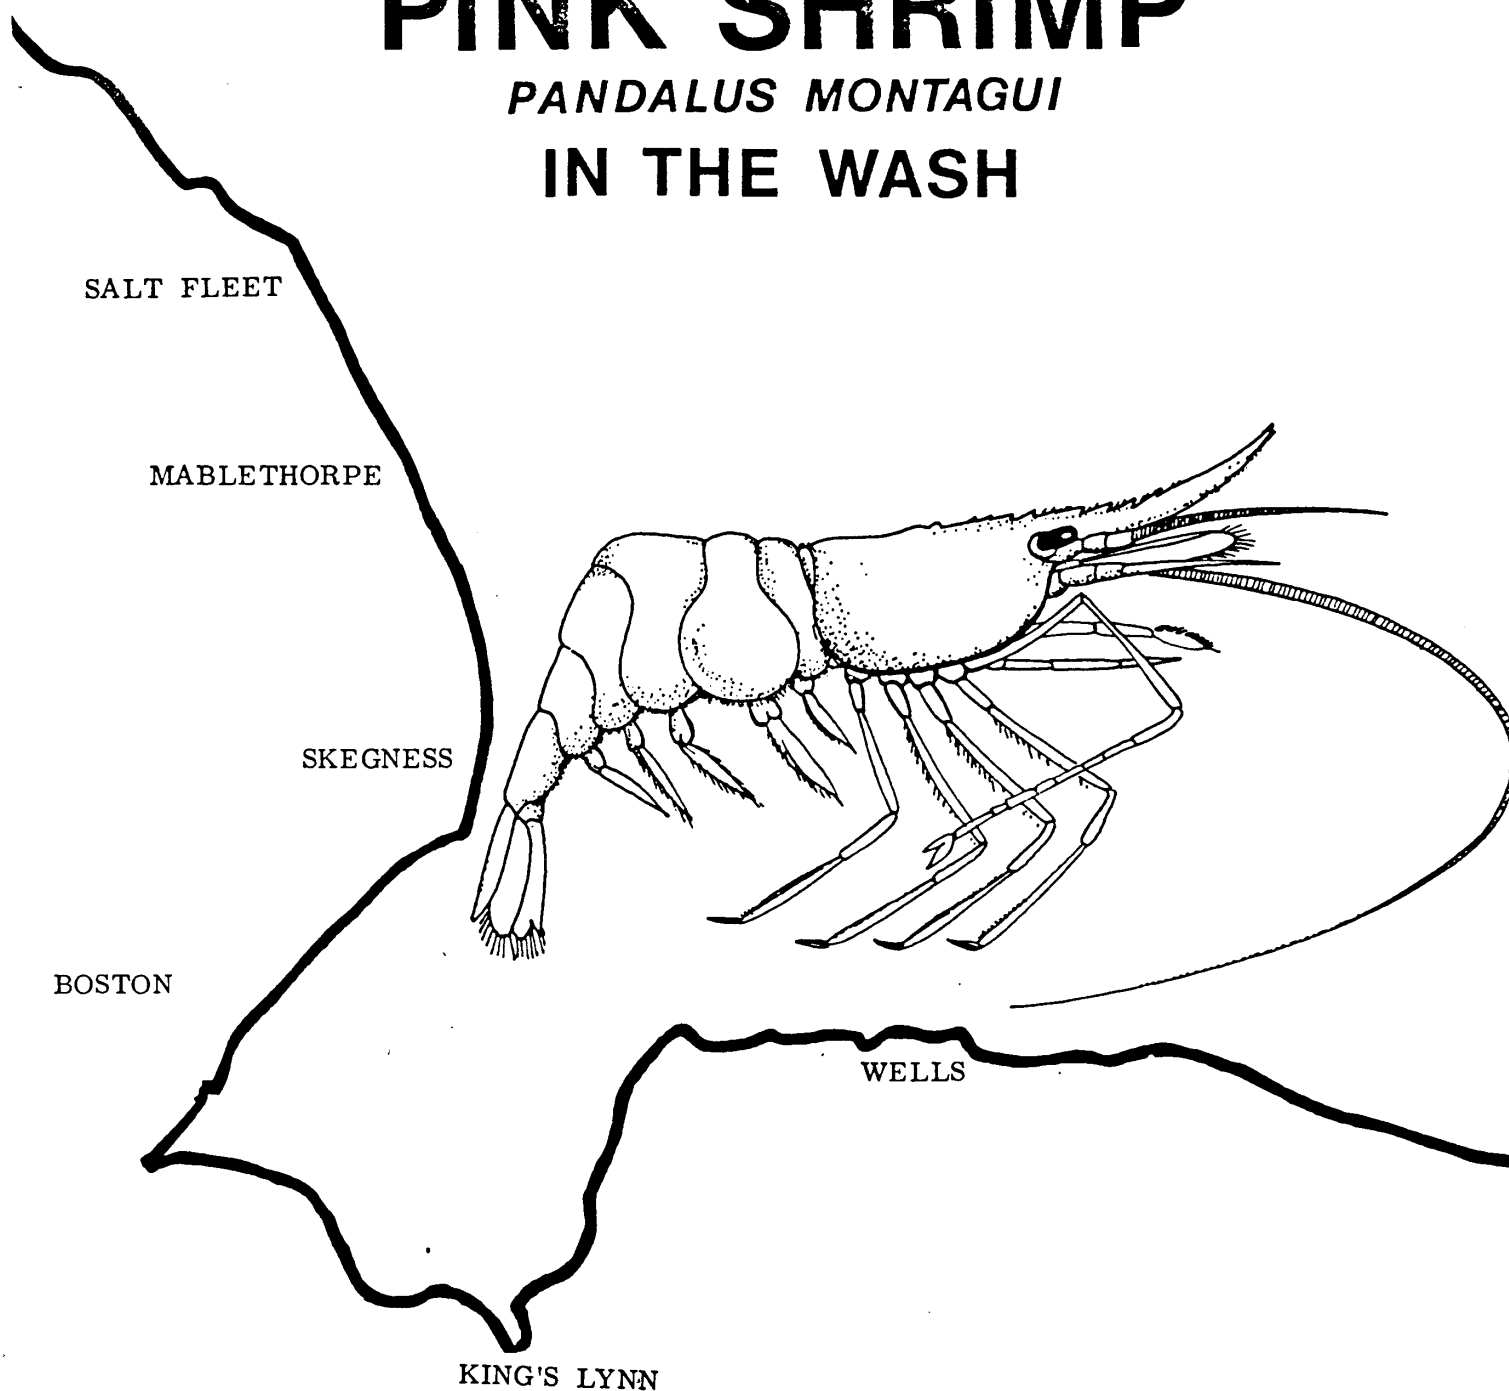 PINK SHRIMP
PANDALUS MONTAGUI
IN THE WASH
SALT FLEET
MABLETHORPE
SKEGNESS
BOSTON
WELLS
KING'S LYNN